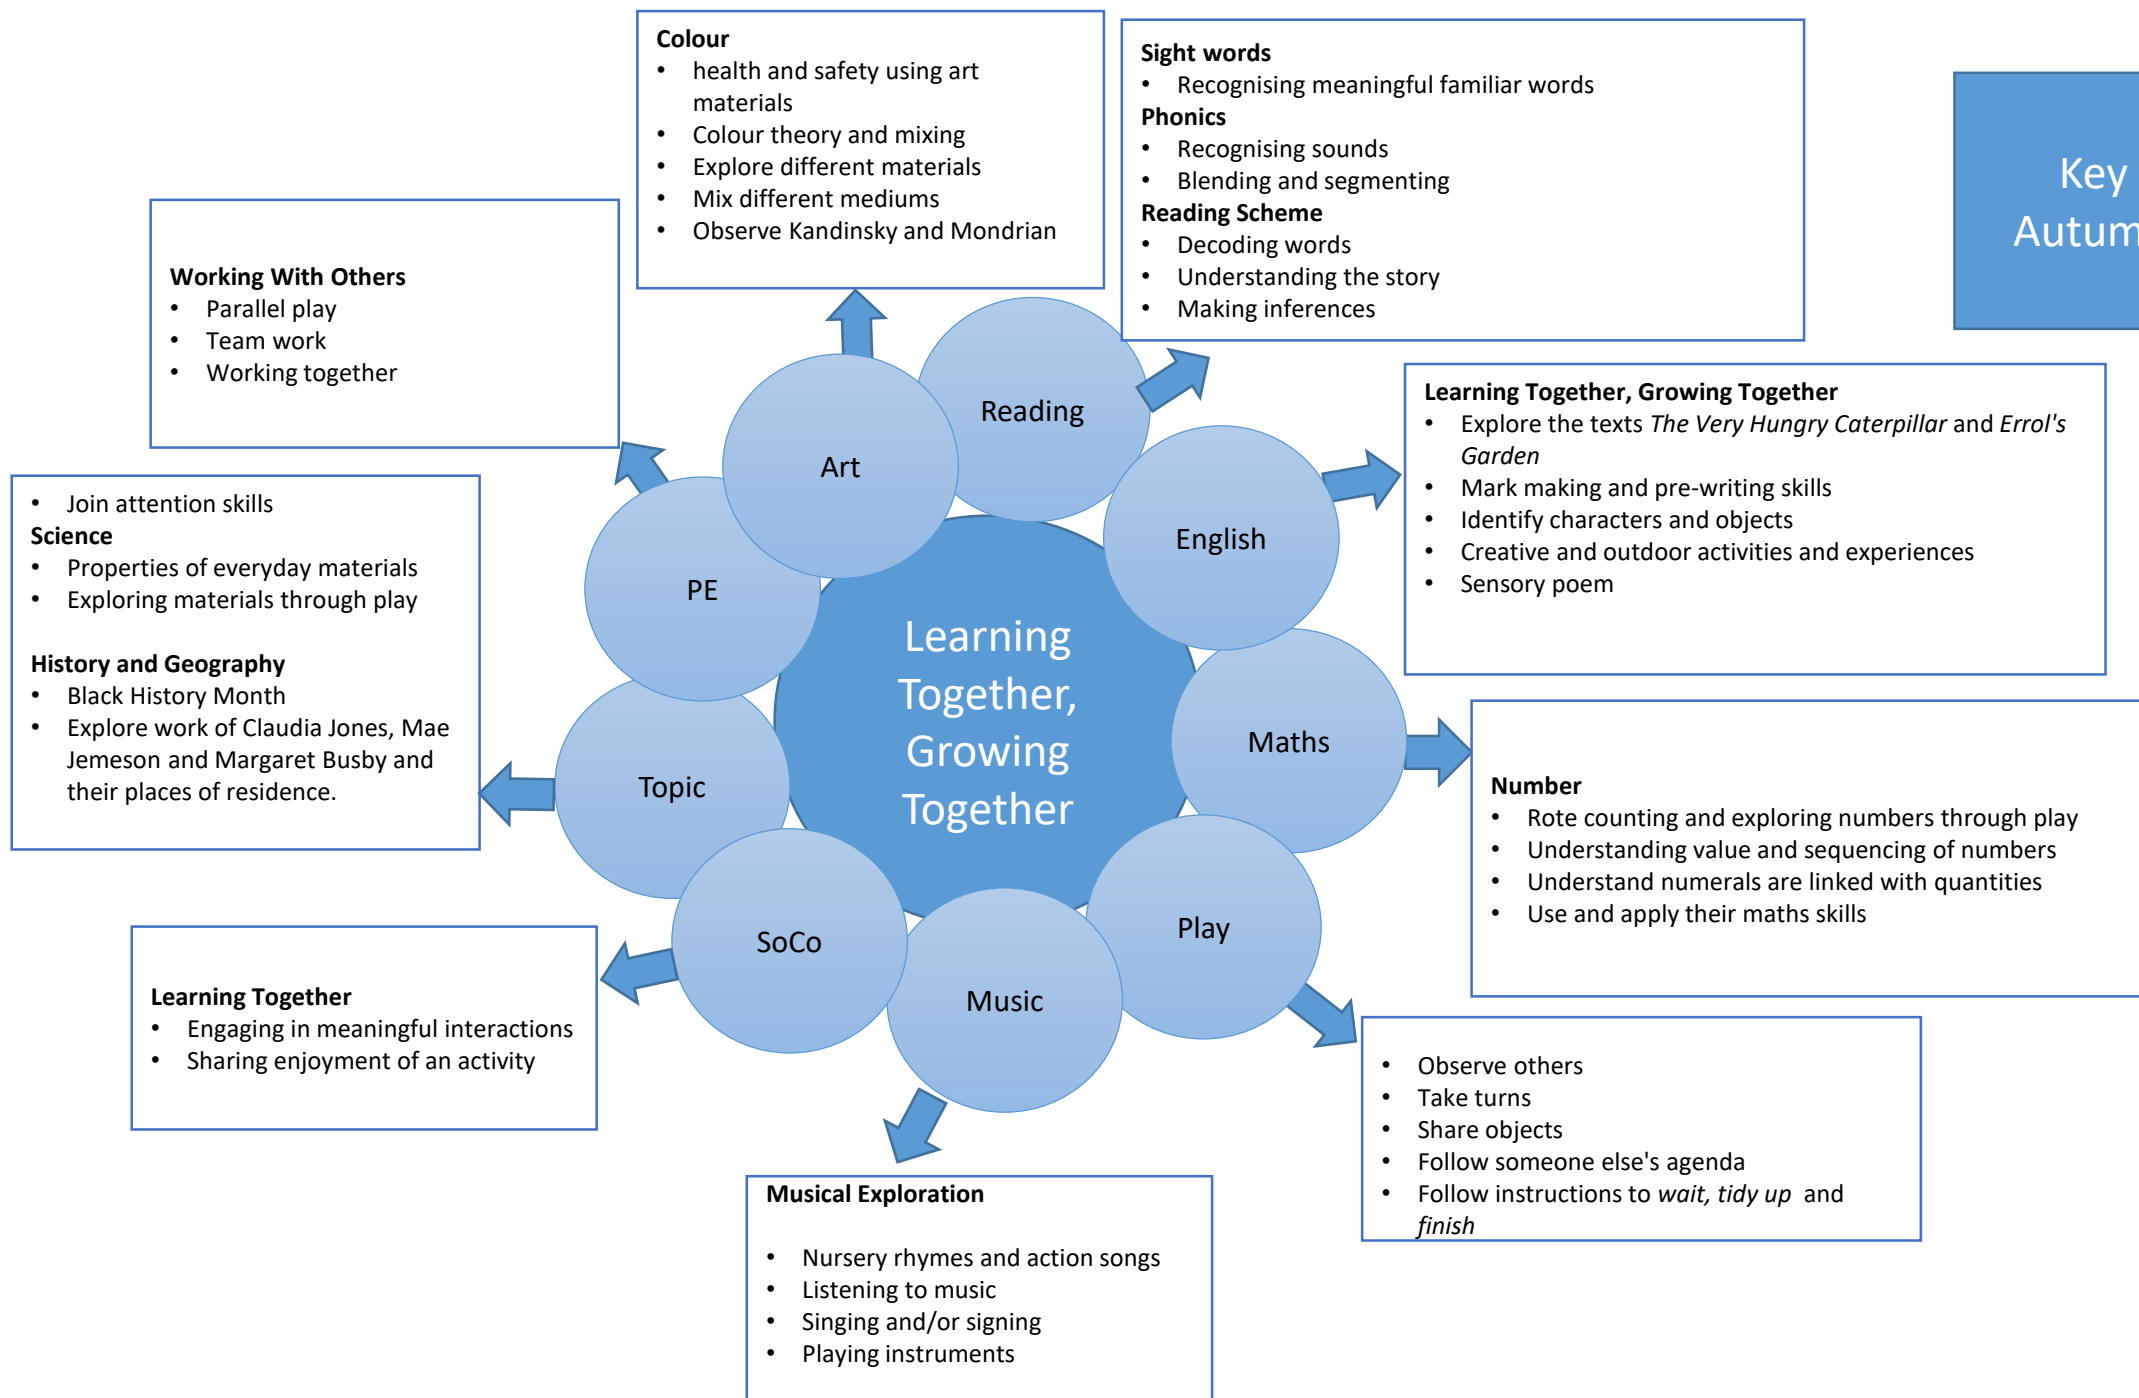 Colour
• health and safety using art
materials
• Colour theory and mixing
• Explore different materials
• Mix different mediums
• Observe Kandinsky and Mondrian
Sight words
• Recognising meaningful familiar words
Phonics
• Recognising sounds
• Blending and segmenting
Reading Scheme
• Decoding words
• Understanding the story
• Making inferences
Key
Autum
Working With Others
• Parallel play
• Team work
• Working together
Learning Together, Growing Together
• Explore the texts The Very Hungry Caterpillar and Errol's
Garden
• Mark making and pre-writing skills
• Identify characters and objects
• Creative and outdoor activities and experiences
• Sensory poem
• Join attention skills
Science
• Properties of everyday materials
• Exploring materials through play
History and Geography
• Black History Month
• Explore work of Claudia Jones, Mae
Jemeson and Margaret Busby and
their places of residence.
Reading
Art
English
PE
Learning
Together,
Growing
Together
Maths
Topic
Play
SoCo
Music
Number
• Rote counting and exploring numbers through play
• Understanding value and sequencing of numbers
• Understand numerals are linked with quantities
• Use and apply their maths skills
Learning Together
• Engaging in meaningful interactions
• Sharing enjoyment of an activity
• Observe others
• Take turns
• Share objects
• Follow someone else's agenda
• Follow instructions to wait, tidy up and
finish
Musical Exploration
• Nursery rhymes and action songs
• Listening to music
• Singing and/or signing
• Playing instruments